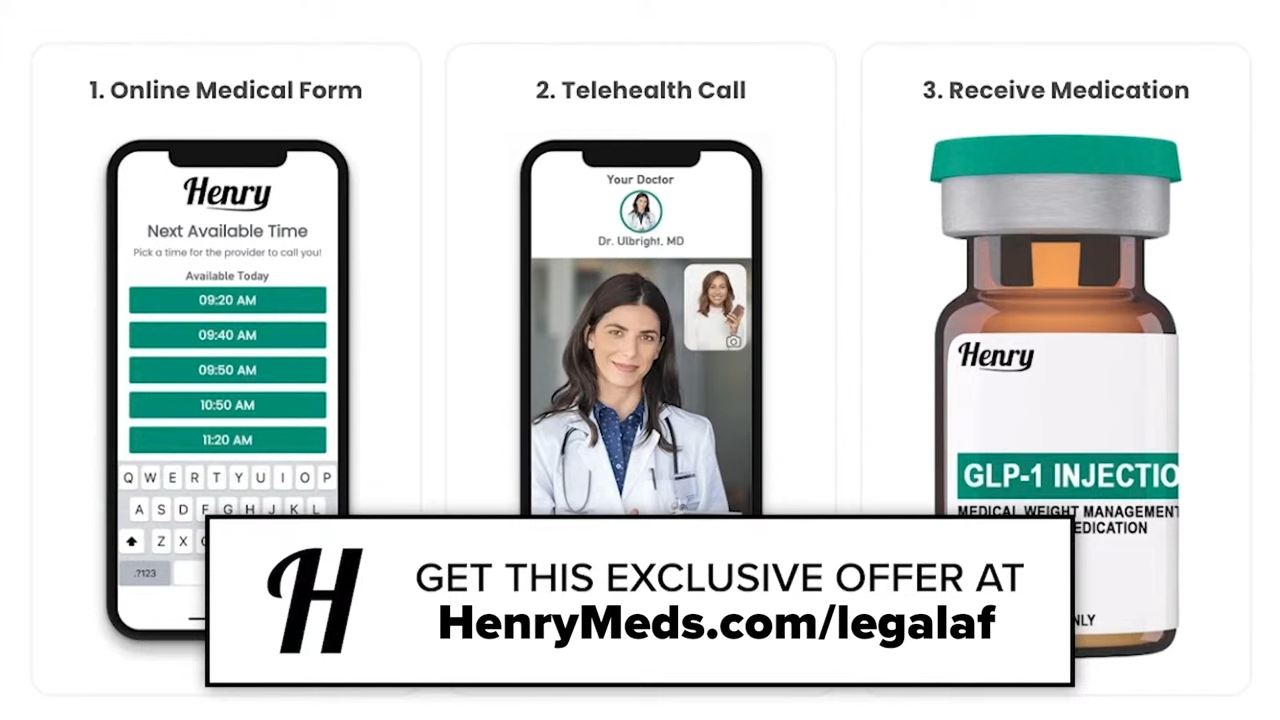 1. Online Medical Form
Henry
Next Available Time
Pick a time for the provider to call you!
Available Today
09:20 AM
09:40 AM
09:50 AM
10:50 AM
11:20 AM
Q W E R T Y U I O P
A S D F G H J K L
Z X
.?123
2. Telehealth Call
Your Doctor
Dr. Ulbright, MD
3. Receive Medication
Henry
GLP-1 INJECTIO
MEDICAL WEIGHT MANAGEMENT
EDICATION
NLY
H
GET THIS EXCLUSIVE OFFER AT
HenryMeds.com/legalaf